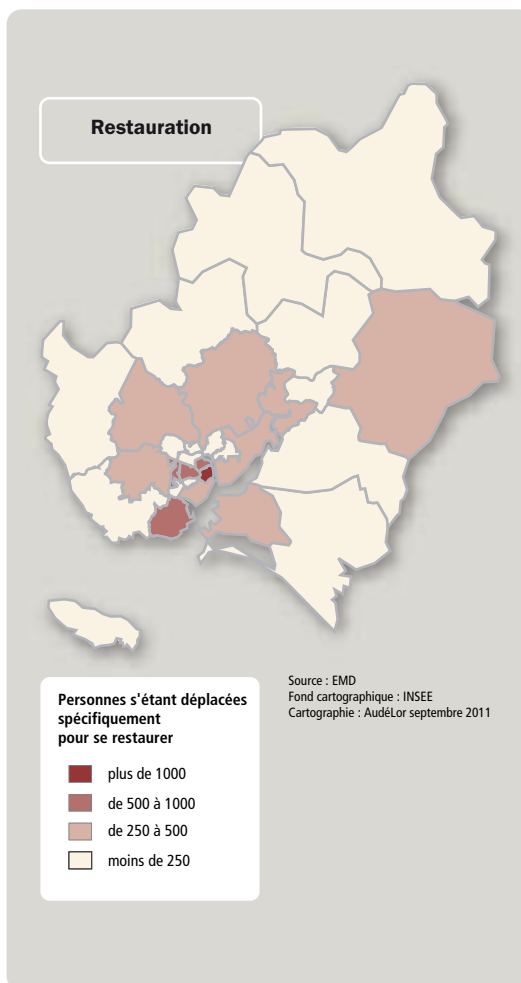 Restauration
Source : EMD
Fond cartographique : INSEE
Cartographie : AudéLor septembre 2011
Personnes s'étant déplacées
spécifiquement
pour se restaurer
plus de 1000
de 500 à 1000
de 250 à 500
moins de 250